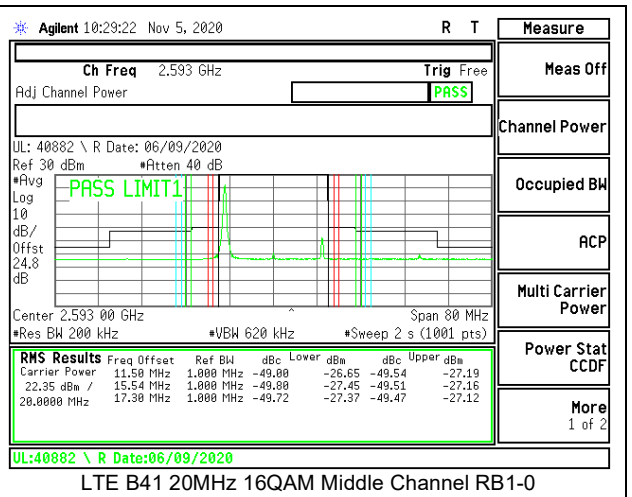 Agilent 10:29:22 Nov 5, 2020 R T
Measure
Ch Freq 2.593 GHz Trig Free
Meas Off
Adj Channel Power PASS
Channel Power
UL: 40882 \ R Date: 06/09/2020
Ref 30 dBm #Atten 40 dB
#Avg
Log
10
dB/
Offst
24.8
dB
PASS LIMIT1
Occupied BW
ACP
Multi Carrier
Power
Center 2.593 00 GHz ^ Span 80 MHz
#Res BW 200 kHz #VBW 620 kHz #Sweep 2 s (1001 pts)
Power Stat
CCDF
RMS Results Freq Offset Ref BW dBc Lower dBm dBc Upper dBm
Carrier Power 11.50 MHz 1.000 MHz -49.00 -26.65 -49.54 -27.19
22.35 dBm / 15.54 MHz 1.000 MHz -49.80 -27.45 -49.51 -27.16
20.0000 MHz 17.30 MHz 1.000 MHz -49.72 -27.37 -49.47 -27.12
More
1 of 2
UL:40882 \ R Date:06/09/2020
LTE B41 20MHz 16QAM Middle Channel RB1-0